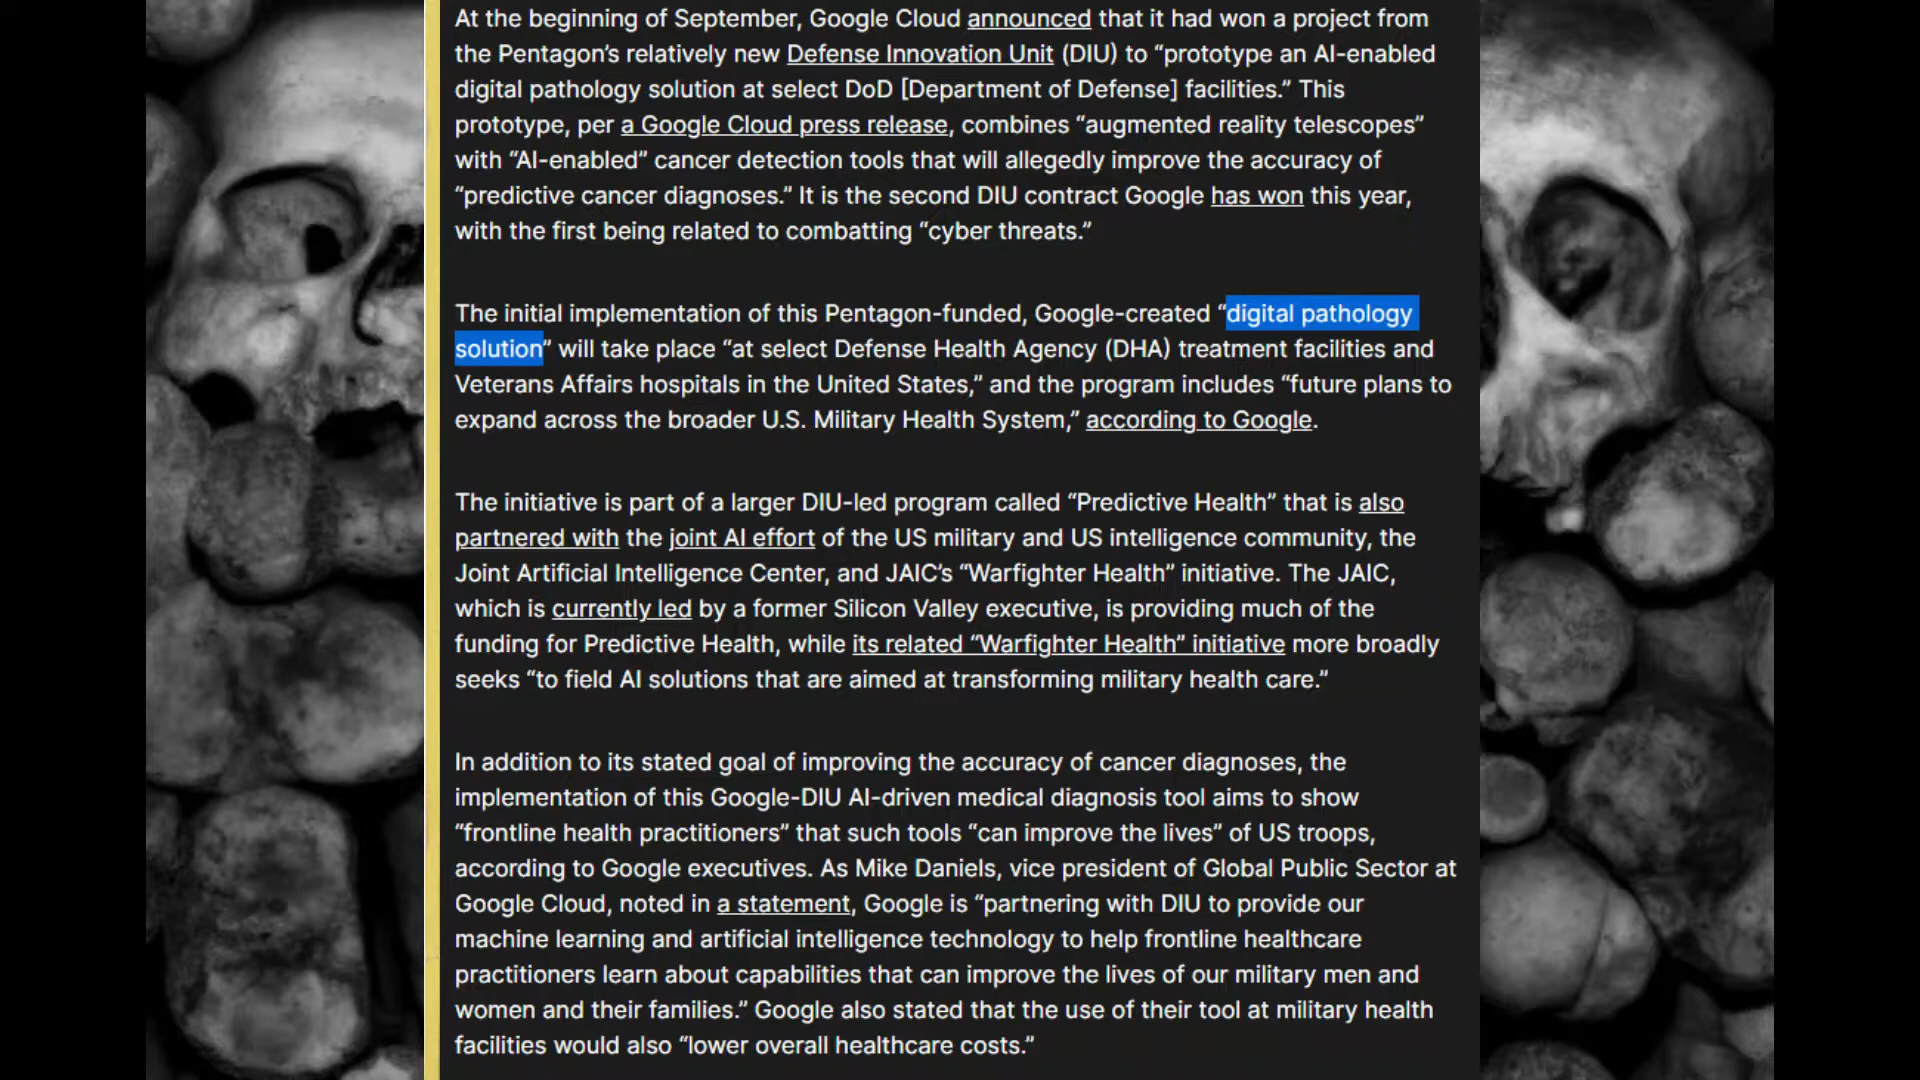 At the beginning of September, Google Cloud announced that it had won a project from
the Pentagon’s relatively new Defense Innovation Unit (DIU) to “prototype an AI-enabled
digital pathology solution at select DoD [Department of Defense] facilities.” This
prototype, per a Google Cloud press release, combines “augmented reality telescopes”
with “AI-enabled” cancer detection tools that will allegedly improve the accuracy of
“predictive cancer diagnoses.” It is the second DIU contract Google has won this year,
with the first being related to combatting “cyber threats.”
The initial implementation of this Pentagon-funded, Google-created “digital pathology
solution” will take place “at select Defense Health Agency (DHA) treatment facilities and
Veterans Affairs hospitals in the United States,” and the program includes “future plans to
expand across the broader U.S. Military Health System,” according to Google.
The initiative is part of a larger DIU-led program called “Predictive Health” that is also
partnered with the joint AI effort of the US military and US intelligence community, the
Joint Artificial Intelligence Center, and JAIC’s “Warfighter Health” initiative. The JAIC,
which is currently led by a former Silicon Valley executive, is providing much of the
funding for Predictive Health, while its related “Warfighter Health” initiative more broadly
seeks “to field AI solutions that are aimed at transforming military health care.”
In addition to its stated goal of improving the accuracy of cancer diagnoses, the
implementation of this Google-DIU AI-driven medical diagnosis tool aims to show
“frontline health practitioners” that such tools “can improve the lives” of US troops,
according to Google executives. As Mike Daniels, vice president of Global Public Sector at
Google Cloud, noted in a statement, Google is “partnering with DIU to provide our
machine learning and artificial intelligence technology to help frontline healthcare
practitioners learn about capabilities that can improve the lives of our military men and
women and their families.” Google also stated that the use of their tool at military health
facilities would also “lower overall healthcare costs.”